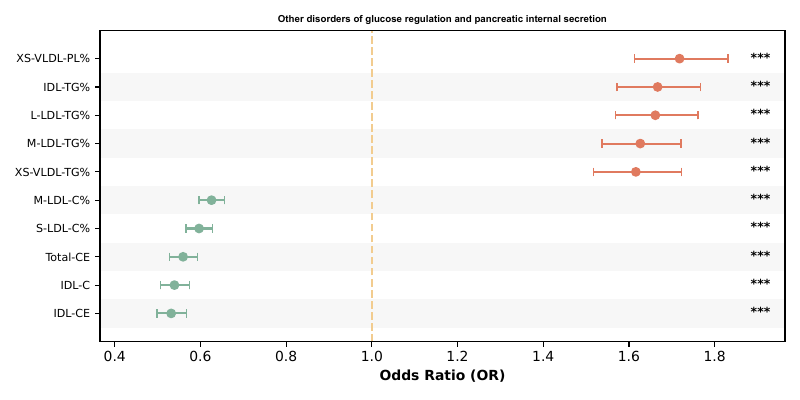 Other disorders of glucose regulation and pancreatic internal secretion
XS-VLDL-PL% ***
IDL-TG% ***
L-LDL-TG% ***
M-LDL-TG% ***
XS-VLDL-TG% ***
M-LDL-C% ***
S-LDL-C% ***
Total-CE ***
IDL-C ***
IDL-CE ***
0.4 0.6 0.8 1.0 1.2 1.4 1.6 1.8
Odds Ratio (OR)